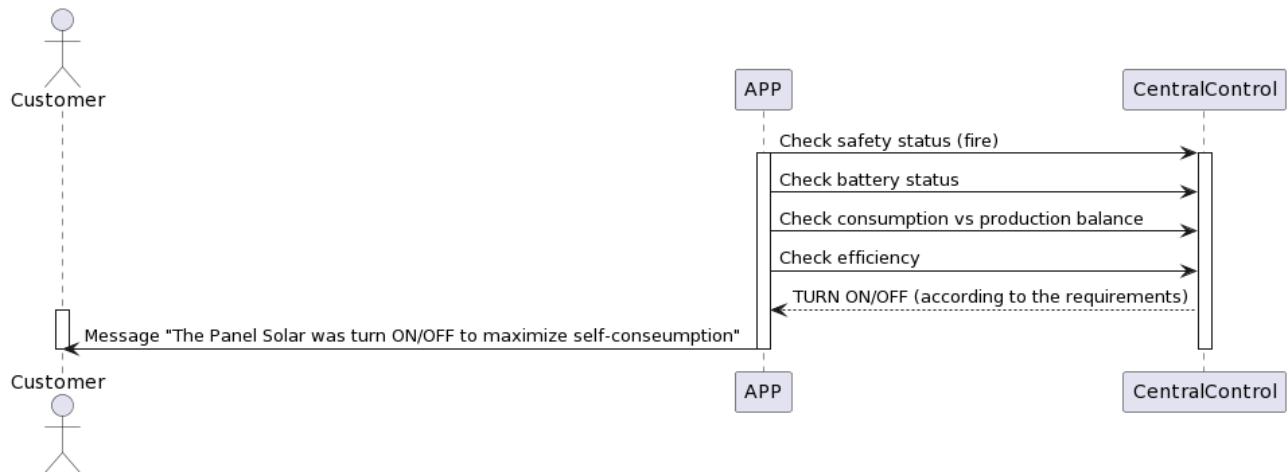 Customer
APP
CentralControl
Check safety status (fire)
Check battery status
Check consumption vs production balance
Check efficiency
TURN ON/OFF (according to the requirements)
Message "The Panel Solar was turn ON/OFF to maximize self-conseumption"
Customer
APP
CentralControl